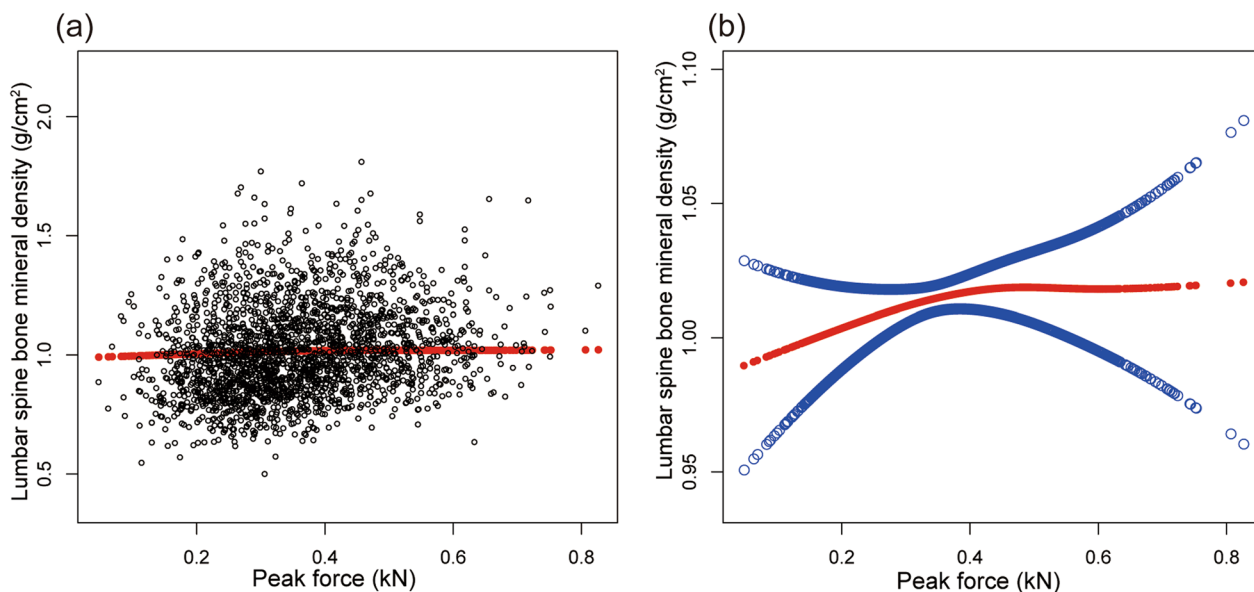 (a)
Lumbar spine bone mineral density (g/cm²)
2.0
1.5
1.0
0.5
0.2
0.4
0.6
0.8
Peak force (kN)
(b)
Lumbar spine bone mineral density (g/cm²)
1.10
1.05
1.00
0.95
0.2
0.4
0.6
0.8
Peak force (kN)